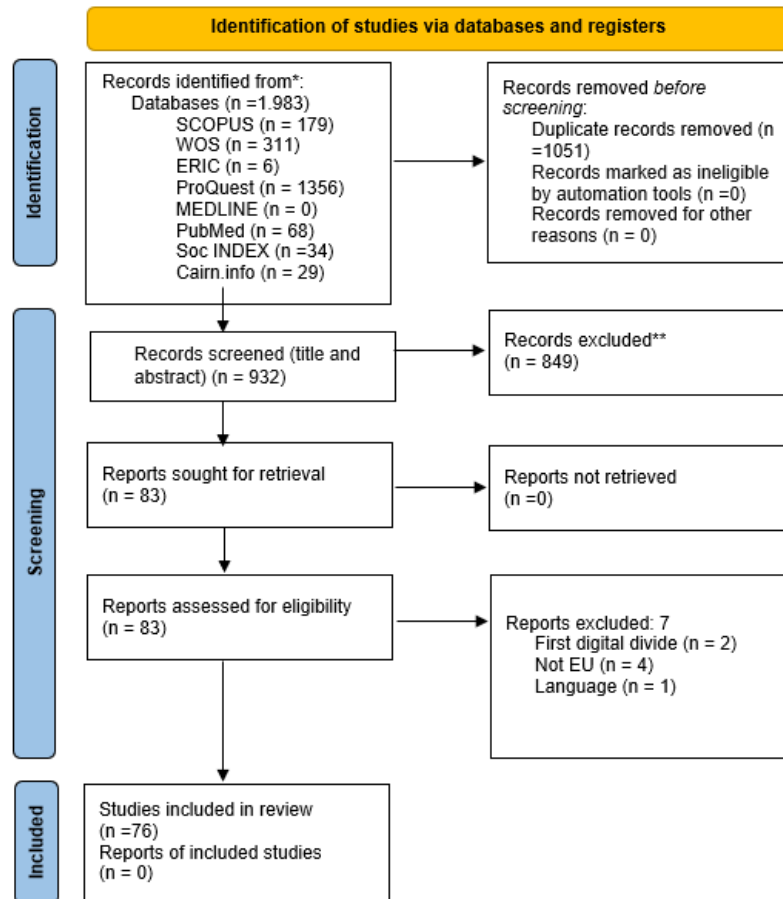 Identification of studies via databases and registers
Identification
Records identified from*:
Databases (n =1.983)
SCOPUS (n = 179)
WOS (n = 311)
ERIC (n = 6)
ProQuest (n = 1356)
MEDLINE (n = 0)
PubMed (n = 68)
Soc INDEX (n =34)
Cairn.info (n = 29)
Records removed before
screening:
Duplicate records removed (n
=1051)
Records marked as ineligible
by automation tools (n =0)
Records removed for other
reasons (n = 0)
Screening
Records screened (title and
abstract) (n = 932)
Records excluded**
(n = 849)
Reports sought for retrieval
(n = 83)
Reports not retrieved
(n =0)
Reports assessed for eligibility
(n = 83)
Reports excluded: 7
First digital divide (n = 2)
Not EU (n = 4)
Language (n = 1)
Included
Studies included in review
(n =76)
Reports of included studies
(n = 0)